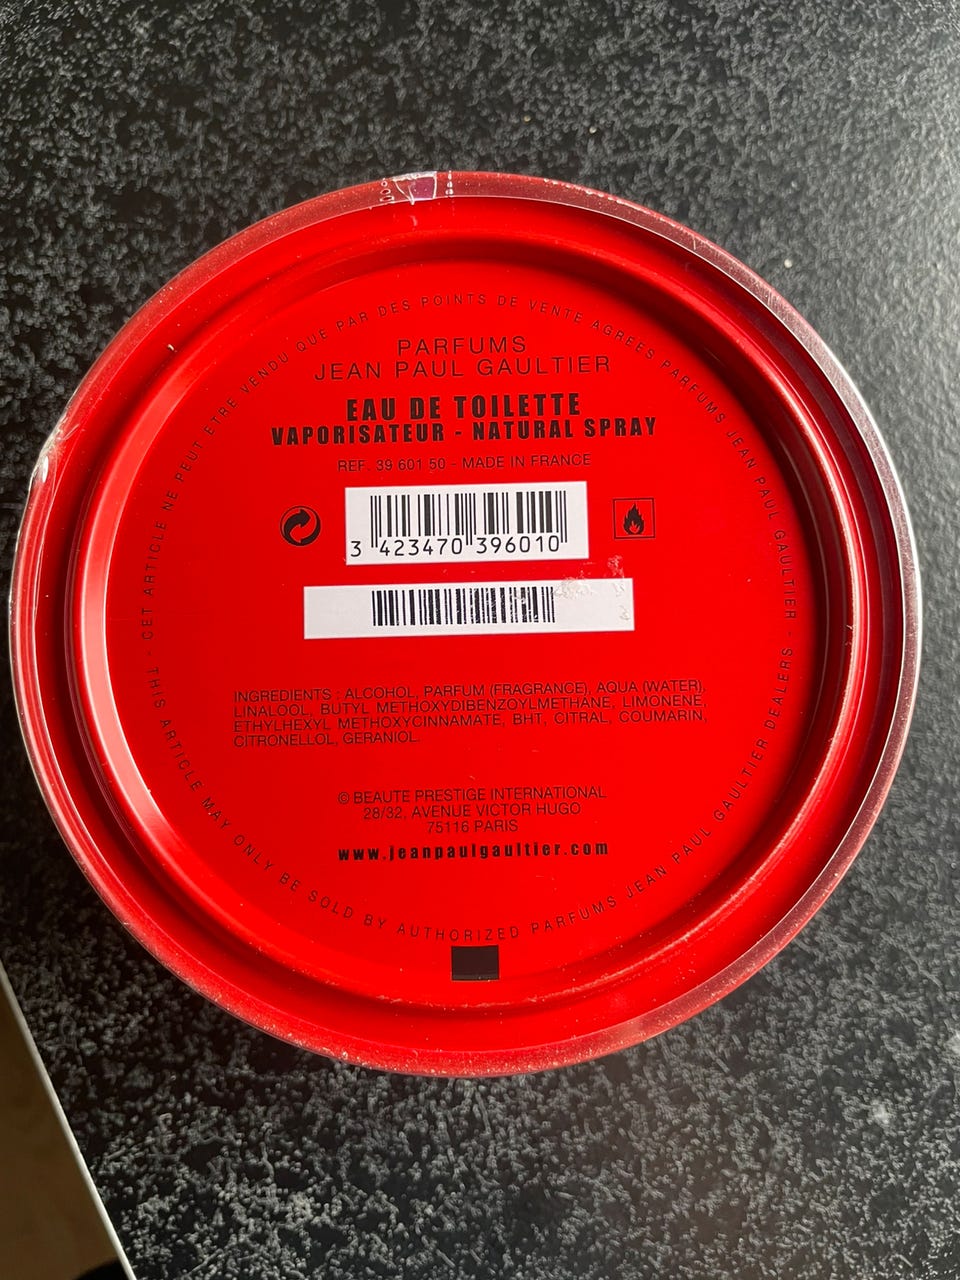 CET ARTICLE NE PEUT ETRE VENDU QUE PAR DES POINTS DE VENTE AGREES PARFUMS JEAN PAUL GAULTIER -
PARFUMS
JEAN PAUL GAULTIER
EAU DE TOILETTE
VAPORISATEUR - NATURAL SPRAY
REF. 39 601 50 - MADE IN FRANCE
3 423470 396010
INGREDIENTS : ALCOHOL, PARFUM (FRAGRANCE), AQUA (WATER),
LINALOOL, BUTYL METHOXYDIBENZOYLMETHANE, LIMONENE,
ETHYLHEXYL METHOXYCINNAMATE, BHT, CITRAL, COUMARIN,
CITRONELLOL, GERANIOL.
© BEAUTE PRESTIGE INTERNATIONAL
28/32, AVENUE VICTOR HUGO
75116 PARIS
www.jeanpaulgaultier.com
THIS ARTICLE MAY ONLY BE SOLD BY AUTHORIZED PARFUMS JEAN PAUL GAULTIER DEALERS -